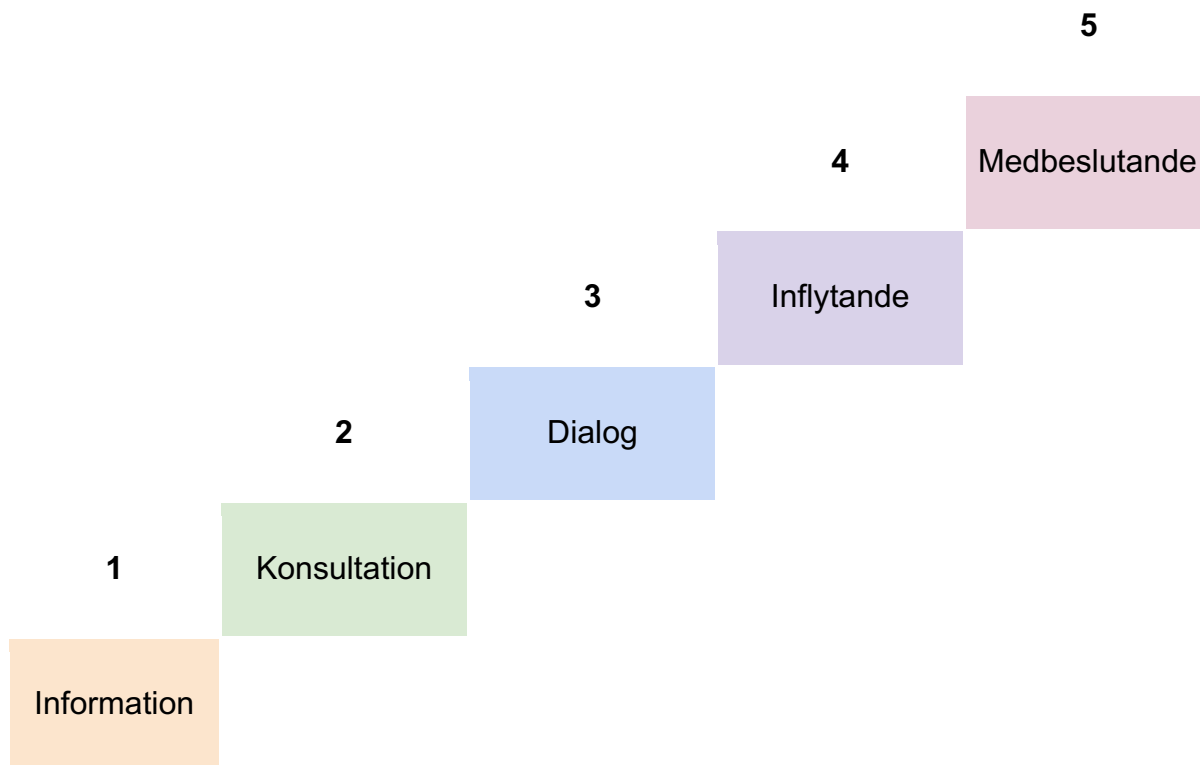 5
4
Medbeslutande
3
Inflytande
2
Dialog
1
Konsultation
Information